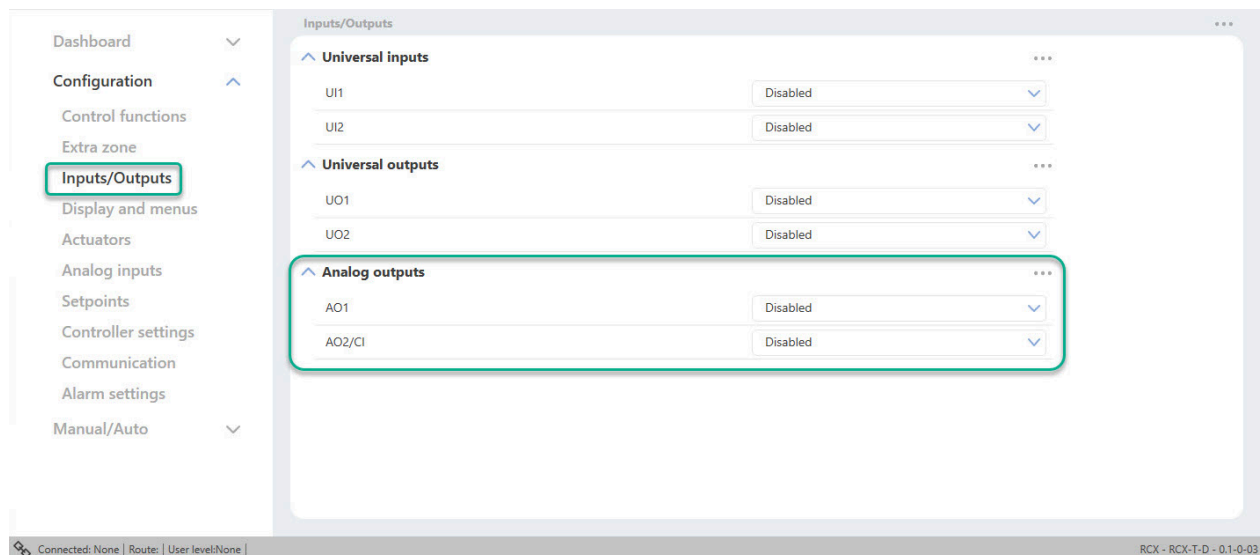 Inputs/Outputs
Dashboard
Configuration
Control functions
Extra zone
Inputs/Outputs
Display and menus
Actuators
Analog inputs
Setpoints
Controller settings
Communication
Alarm settings
Manual/Auto
Universal inputs
UI1 Disabled
UI2 Disabled
Universal outputs
UO1 Disabled
UO2 Disabled
Analog outputs
AO1 Disabled
AO2/CI Disabled
Connected: None | Route: | User level:None | RCX - RCX-T-D - 0.1-0-03